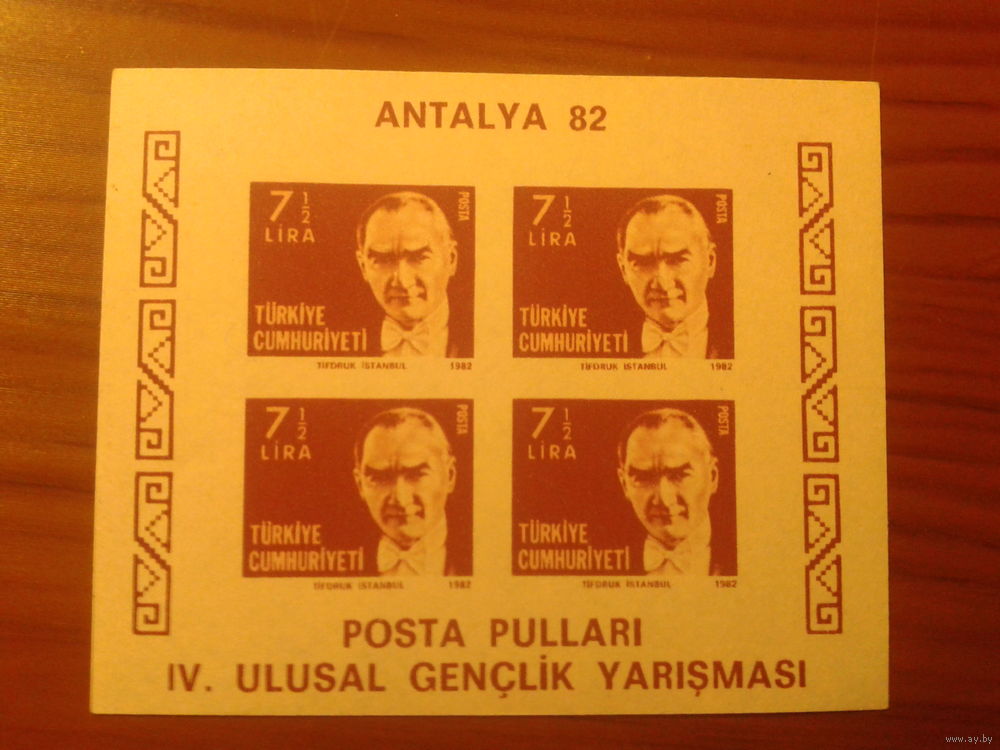 ANTALYA 82
7 1/2
LİRA
POSTA
TÜRKİYE
CUMHURİYETİ
TİFDRUK İSTANBUL 1982
7 1/2
LİRA
POSTA
TÜRKİYE
CUMHURİYETİ
TİFDRUK İSTANBUL 1982
7 1/2
LİRA
POSTA
TÜRKİYE
CUMHURİYETİ
TİFDRUK İSTANBUL 1982
7 1/2
LİRA
POSTA
TÜRKİYE
CUMHURİYETİ
TİFDRUK İSTANBUL 1982
POSTA PULLARI
IV. ULUSAL GENÇLİK YARIŞMASI
www.ay.by